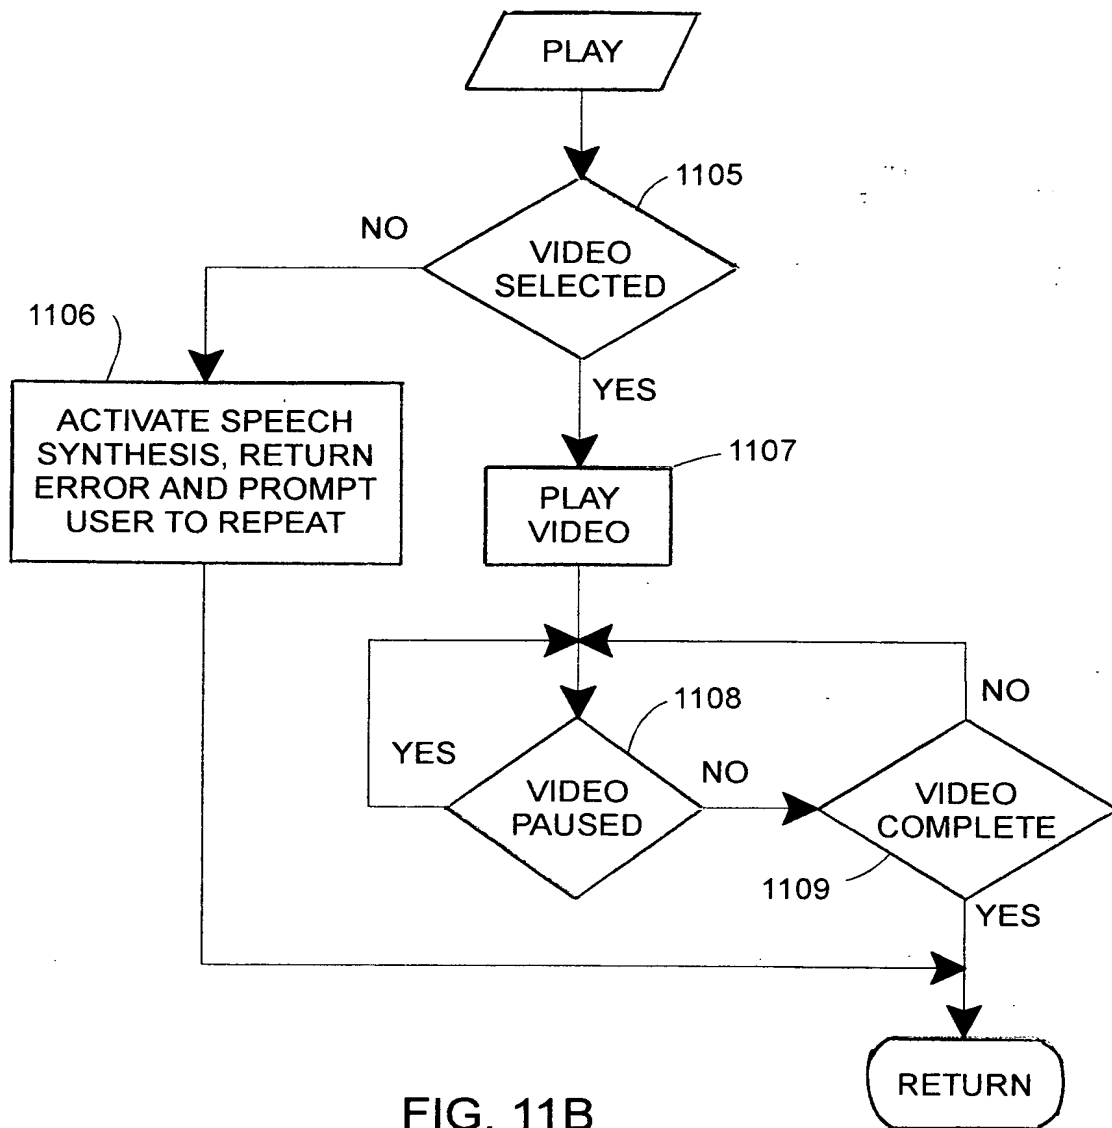 PLAY
1105
NO
VIDEO
SELECTED
1106
YES
ACTIVATE SPEECH
SYNTHESIS, RETURN
ERROR AND PROMPT
USER TO REPEAT
1107
PLAY
VIDEO
1108
NO
YES
NO
VIDEO
PAUSED
VIDEO
COMPLETE
1109
YES
RETURN
FIG. 11B